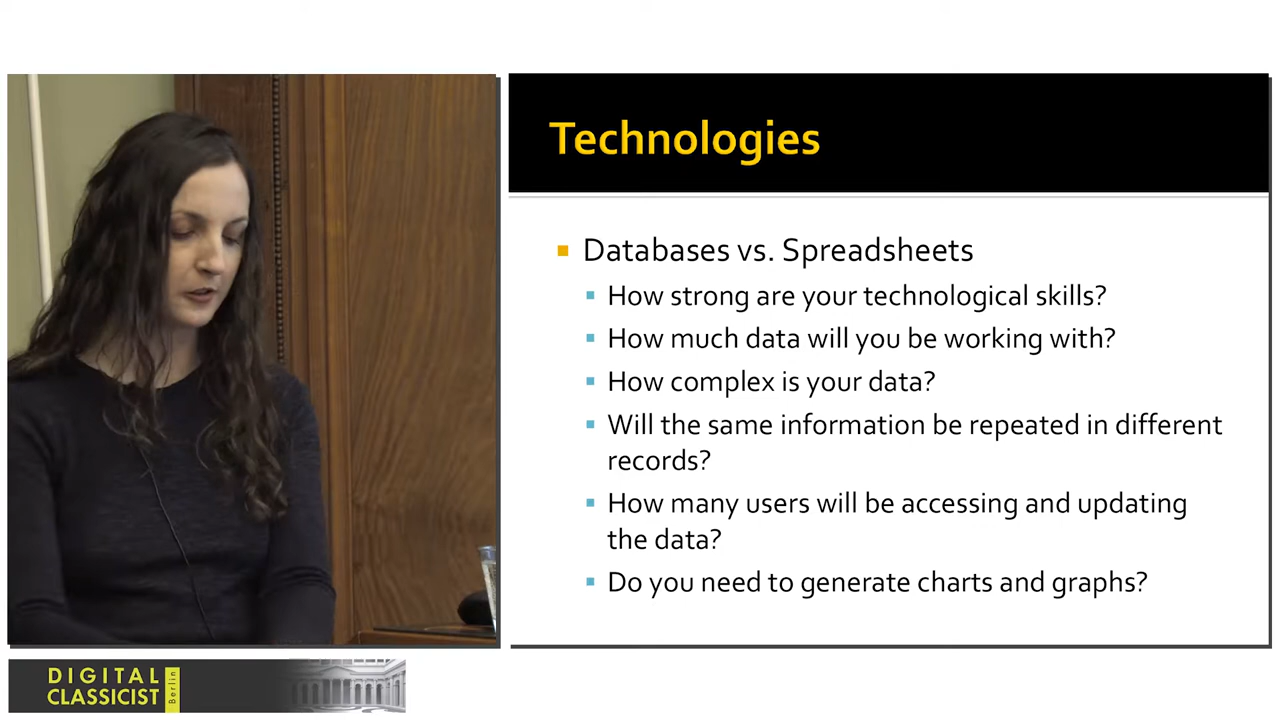 Technologies
Databases vs. Spreadsheets
How strong are your technological skills?
How much data will you be working with?
How complex is your data?
Will the same information be repeated in different
records?
How many users will be accessing and updating
the data?
Do you need to generate charts and graphs?
DIGITAL
CLASSICIST
Berlin